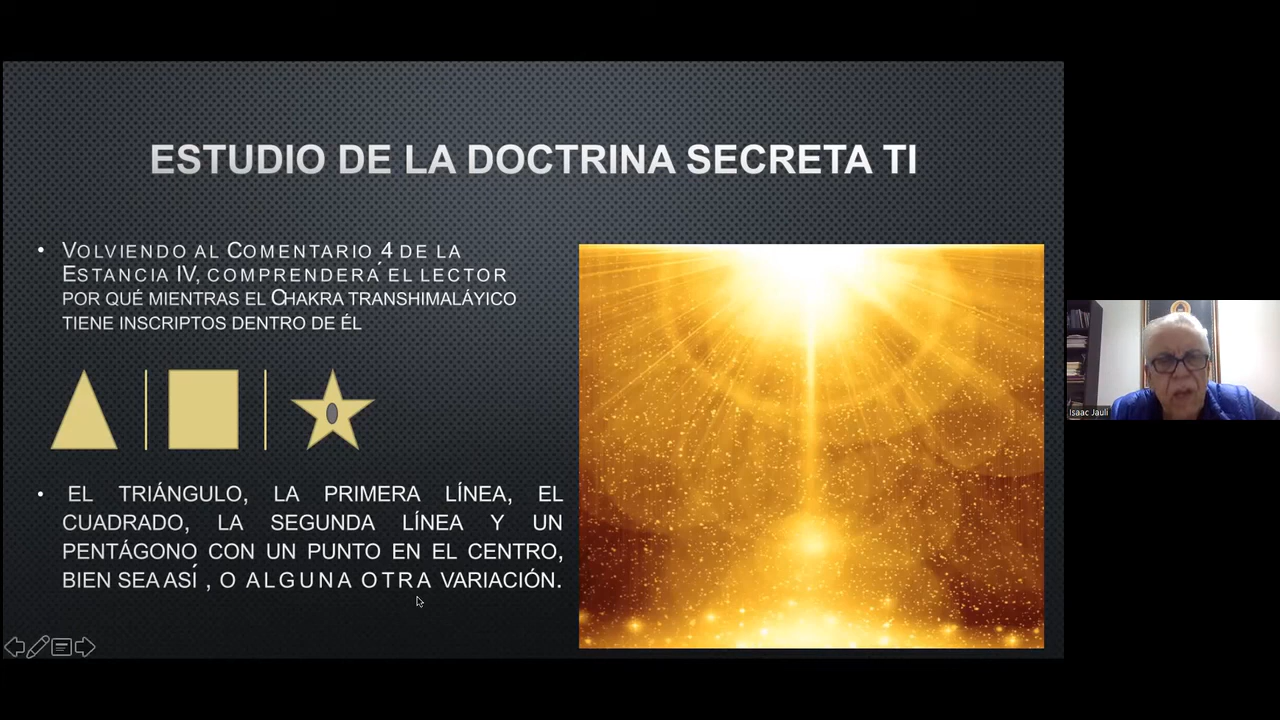 ESTUDIO DE LA DOCTRINA SECRETA TI
• VOLVIENDO AL COMENTARIO 4 DE LA
ESTANCIA IV, COMPRENDERÁ EL LECTOR
POR QUÉ MIENTRAS EL CHAKRA TRANSHIMALÁYICO
TIENE INSCRIPTOS DENTRO DE ÉL
• EL TRIÁNGULO, LA PRIMERA LÍNEA, EL
CUADRADO, LA SEGUNDA LÍNEA Y UN
PENTÁGONO CON UN PUNTO EN EL CENTRO,
BIEN SEA ASÍ , O ALGUNA OTRA VARIACIÓN.
Isaac Jauli